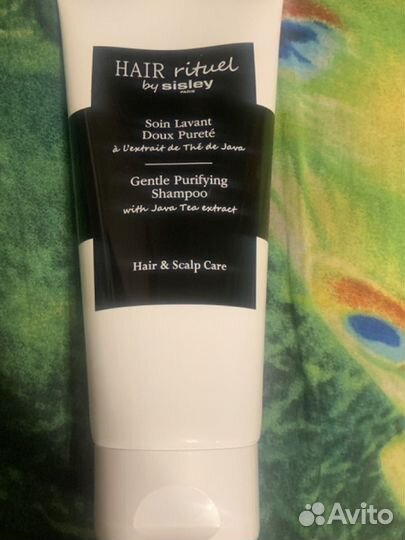 HAIR rituel
by sisley
PARIS
Soin Lavant
Doux Pureté
à l'extrait de Thé de Java
Gentle Purifying
Shampoo
with Java Tea extract
Hair & Scalp Care
Avito